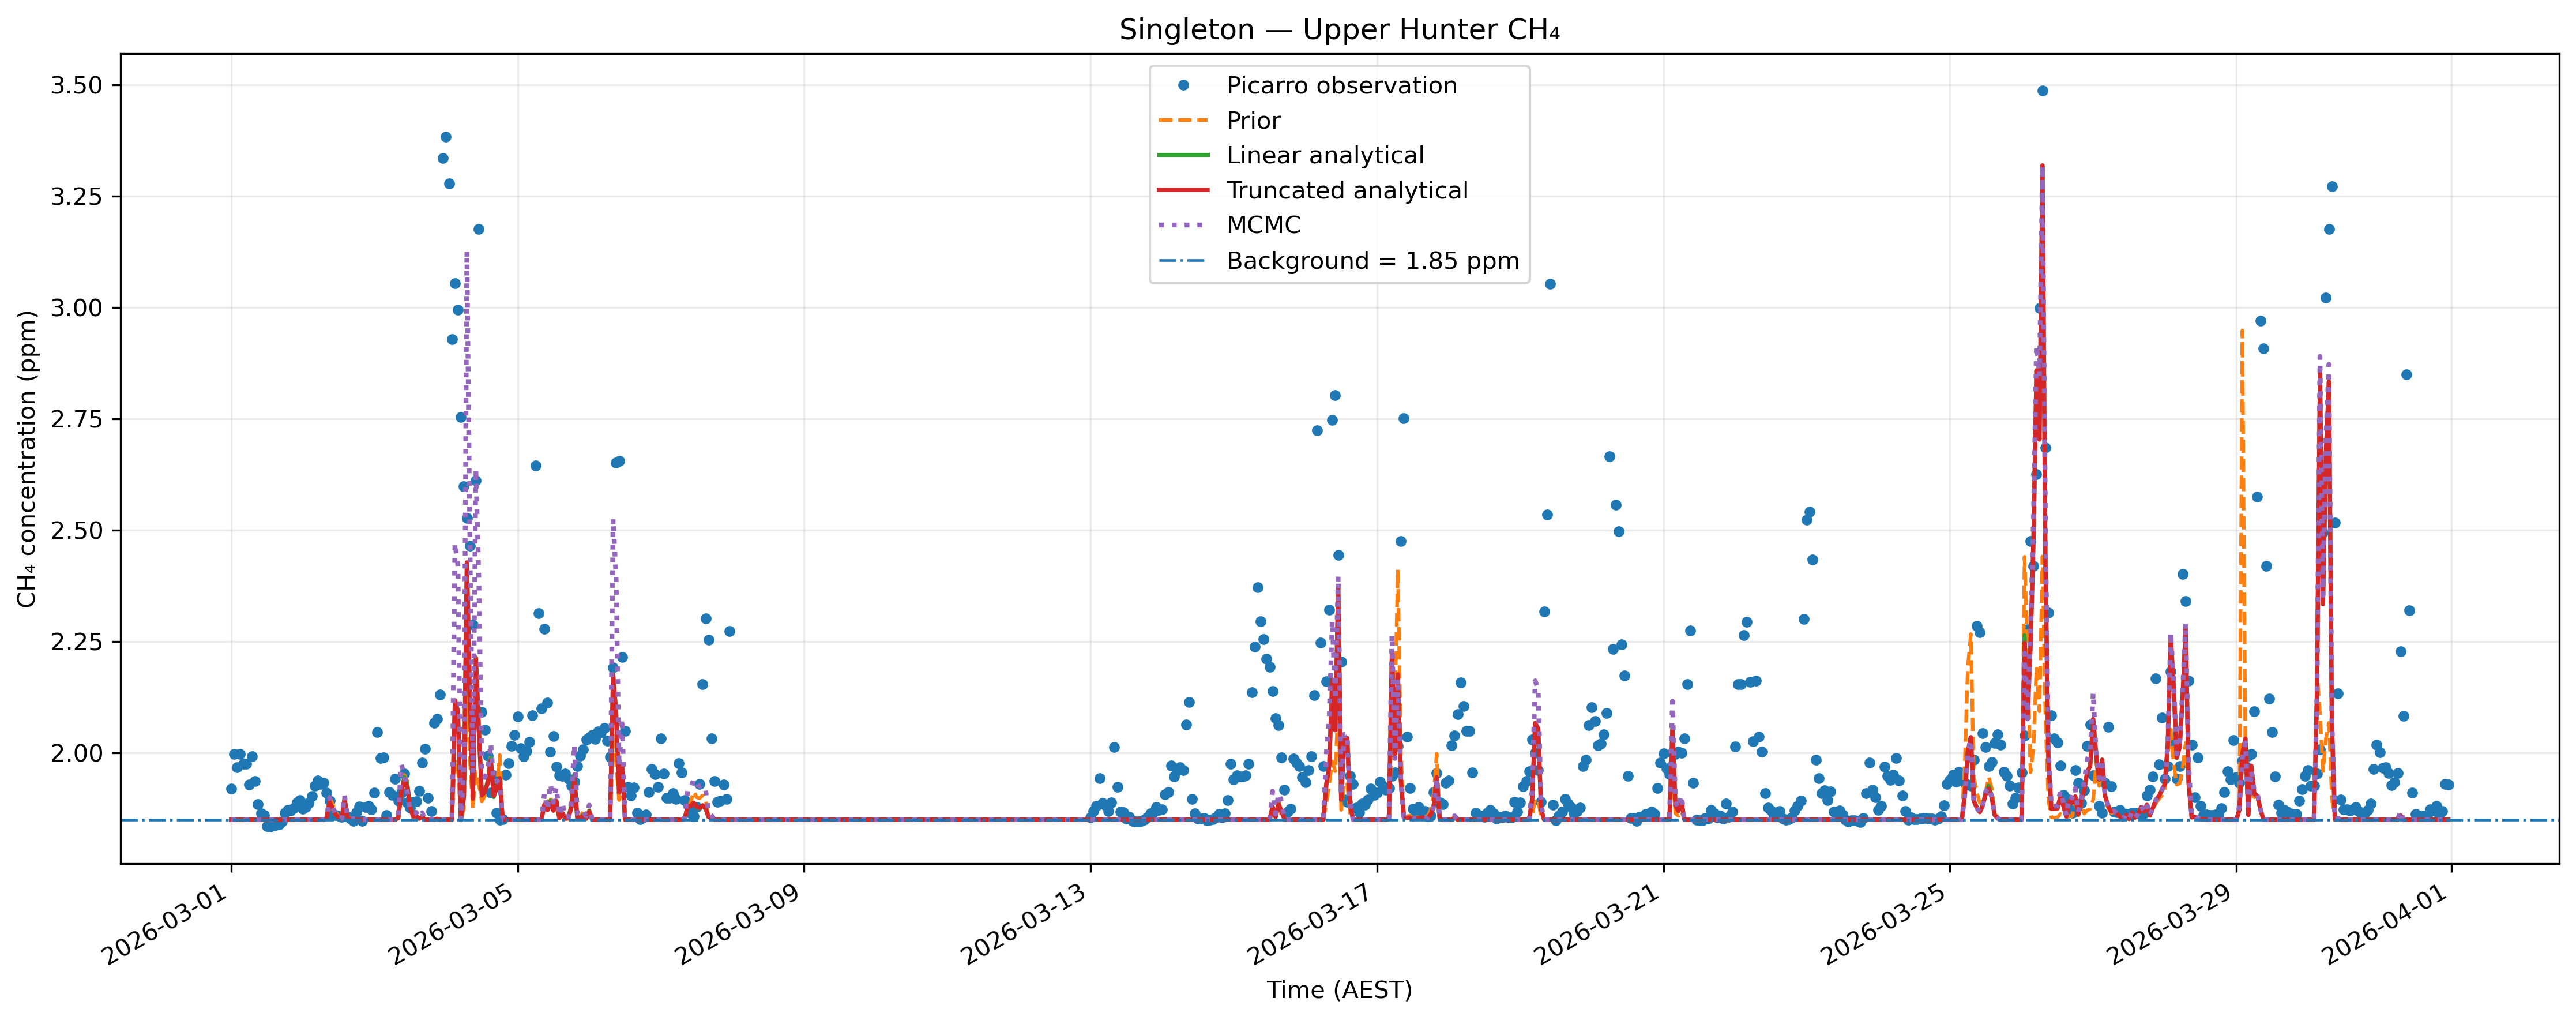 Singleton — Upper Hunter CH₄
CH₄ concentration (ppm)
3.50
3.25
3.00
2.75
2.50
2.25
2.00
Picarro observation
Prior
Linear analytical
Truncated analytical
MCMC
Background = 1.85 ppm
2026-03-01
2026-03-05
2026-03-09
2026-03-13
2026-03-17
2026-03-21
2026-03-25
2026-03-29
2026-04-01
Time (AEST)